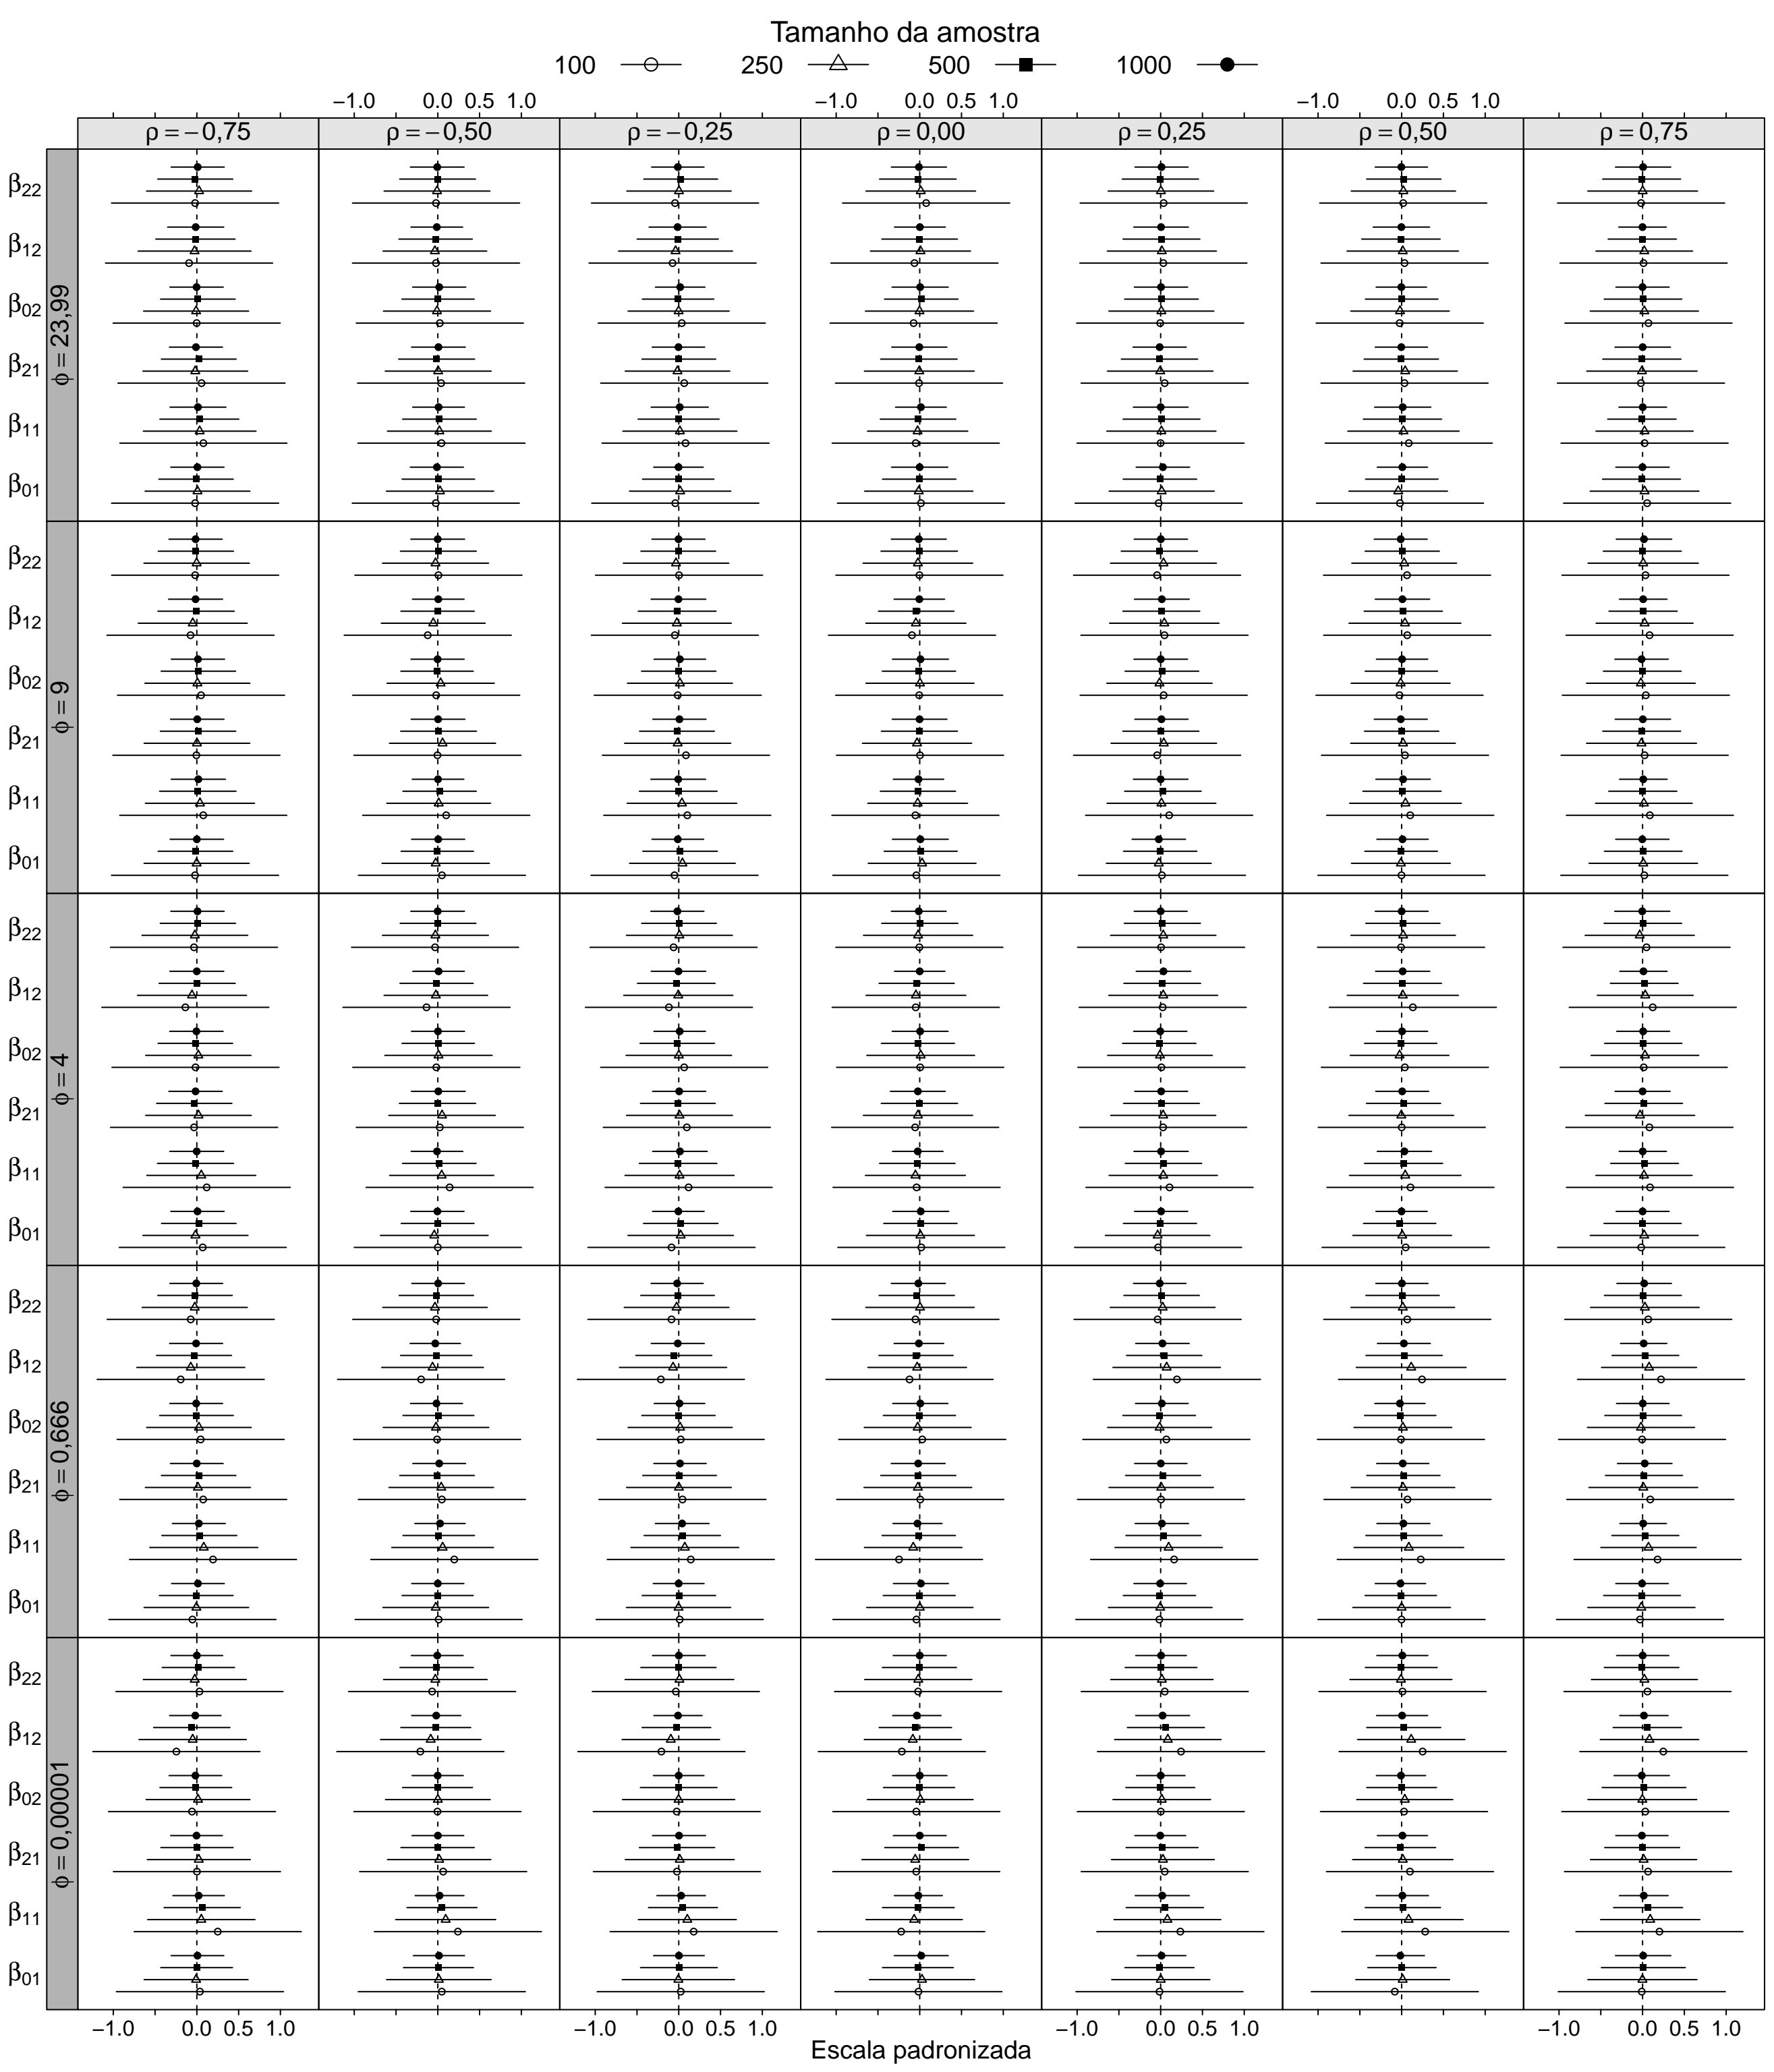 Tamanho da amostra
100 250 500 1000
−1.0 0.0 0.5 1.0 −1.0 0.0 0.5 1.0 −1.0 0.0 0.5 1.0
ρ = −0,75 ρ = −0,50 ρ = −0,25 ρ = 0,00 ρ = 0,25 ρ = 0,50 ρ = 0,75
ϕ = 23,99
β22
β12
β02
β21
β11
β01
ϕ = 9
β22
β12
β02
β21
β11
β01
ϕ = 4
β22
β12
β02
β21
β11
β01
ϕ = 0,666
β22
β12
β02
β21
β11
β01
ϕ = 0,00001
β22
β12
β02
β21
β11
β01
−1.0 0.0 0.5 1.0 −1.0 0.0 0.5 1.0 −1.0 0.0 0.5 1.0 −1.0 0.0 0.5 1.0
Escala padronizada